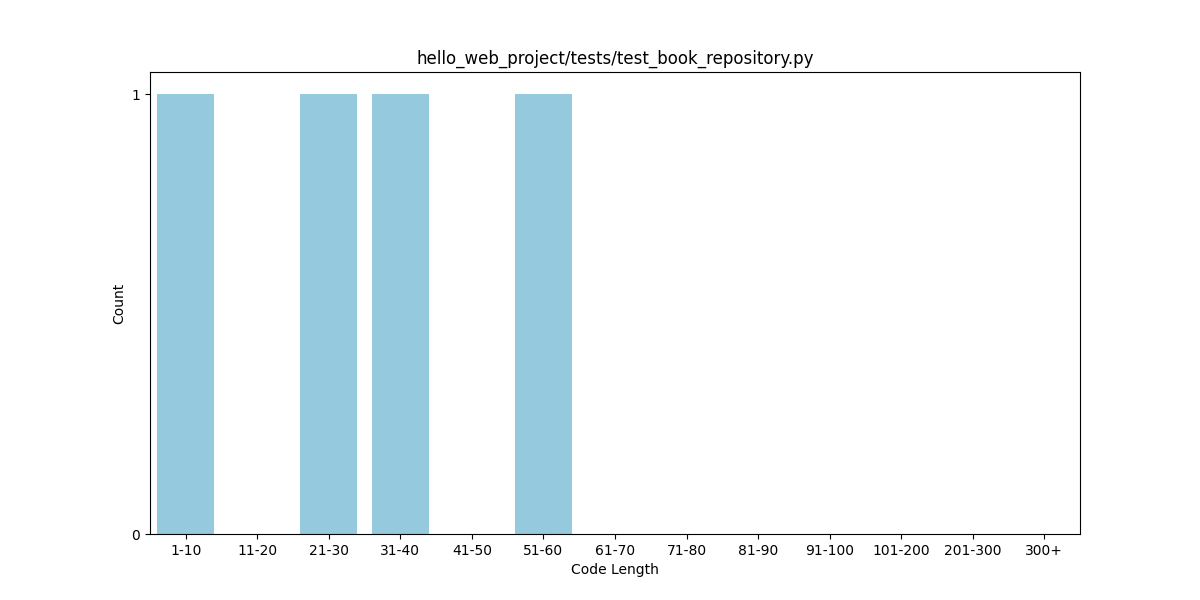 hello_web_project/tests/test_book_repository.py
1
Count
0
1-10 11-20 21-30 31-40 41-50 51-60 61-70 71-80 81-90 91-100 101-200 201-300 300+
Code Length